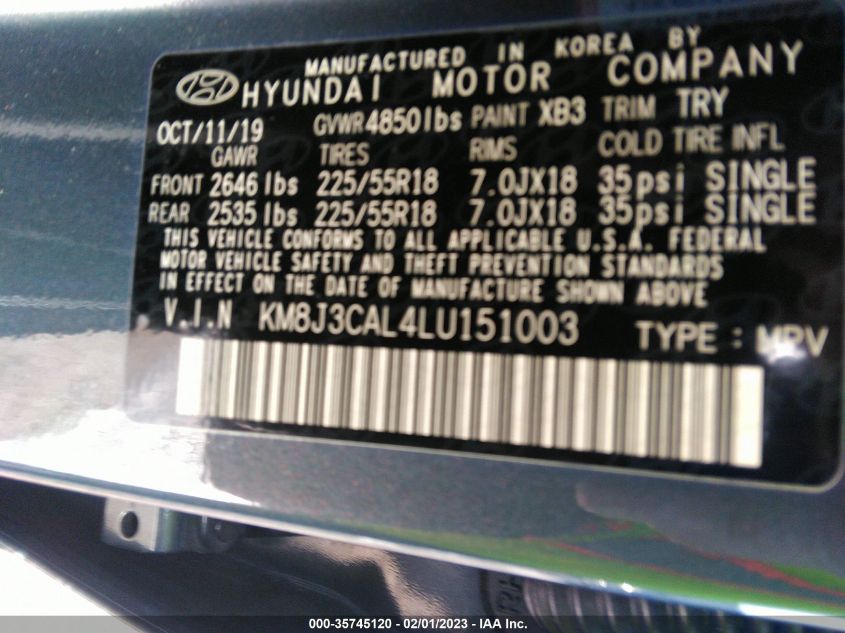 MANUFACTURED IN KOREA BY
HYUNDAI MOTOR COMPANY
OCT/11/19 GVWR 4850lbs PAINT XB3 TRIM TRY
GAWR TIRES RIMS COLD TIRE INFL
FRONT 2646 lbs 225/55R18 7.0JX18 35psi SINGLE
REAR 2535 lbs 225/55R18 7.0JX18 35psi SINGLE
THIS VEHICLE CONFORMS TO ALL APPLICABLE U.S.A. FEDERAL
MOTOR VEHICLE SAFETY AND THEFT PREVENTION STANDARDS
IN EFFECT ON THE DATE OF MANUFACTURE SHOWN ABOVE
V.I.N KM8J3CAL4LU151003 TYPE : MPV
000-35745120 - 02/01/2023 - IAA Inc.